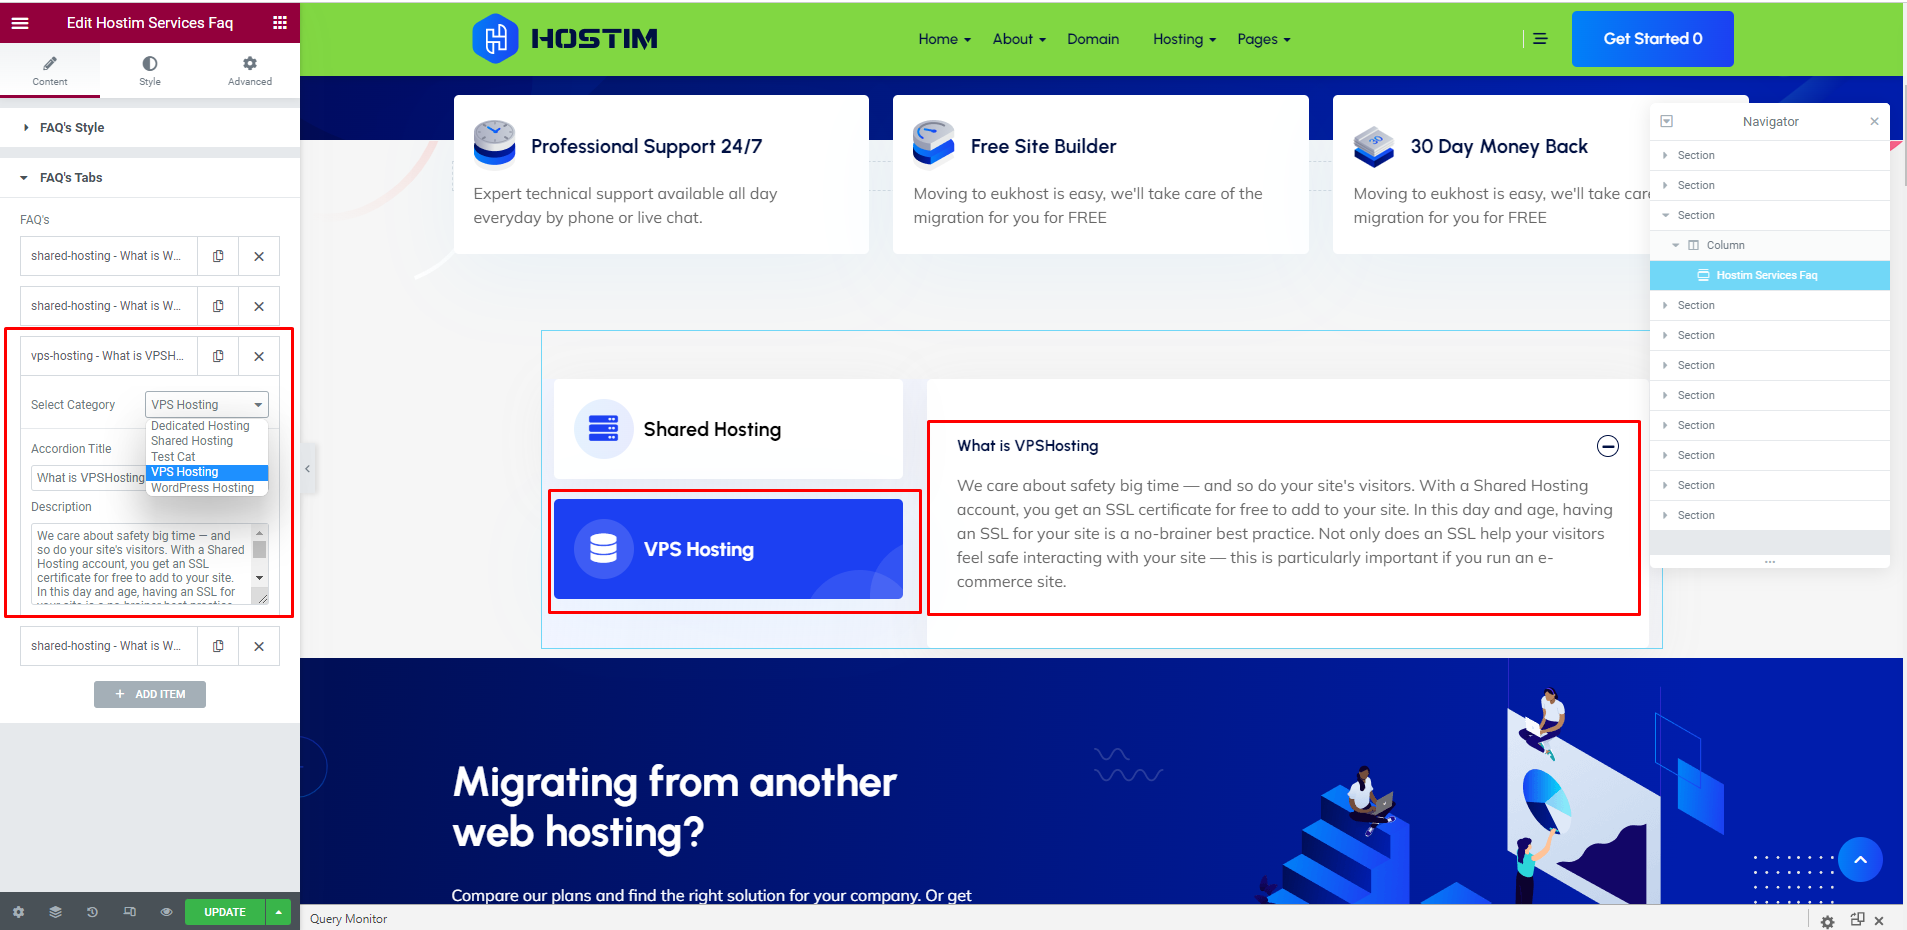 Edit Hostim Services Faq
Content
Style
Advanced
FAQ's Style
FAQ's Tabs
FAQ's
shared-hosting - What is W...
shared-hosting - What is W...
vps-hosting - What is VPSH...
Select Category
VPS Hosting
Dedicated Hosting
Shared Hosting
Test Cat
VPS Hosting
WordPress Hosting
Accordion Title
What is VPSHosting
Description
We care about safety big time — and
so do your site's visitors. With a Shared
Hosting account, you get an SSL
certificate for free to add to your site.
In this day and age, having an SSL for
your site is a no-brainer best practice.
shared-hosting - What is W...
+ ADD ITEM
UPDATE
HOSTIM
Home
About
Domain
Hosting
Pages
Get Started 0
Professional Support 24/7
Expert technical support available all day
everyday by phone or live chat.
Free Site Builder
Moving to eukhost is easy, we'll take care of the
migration for you for FREE
30 Day Money Back
Moving to eukhost is easy, we'll take care
migration for you for FREE
Shared Hosting
VPS Hosting
What is VPSHosting
We care about safety big time — and so do your site's visitors. With a Shared Hosting
account, you get an SSL certificate for free to add to your site. In this day and age, having
an SSL for your site is a no-brainer best practice. Not only does an SSL help your visitors
feel safe interacting with your site — this is particularly important if you run an e-
commerce site.
Navigator
Section
Section
Section
Column
Hostim Services Faq
Section
Section
Section
Section
Section
Section
Section
Section
Migrating from another
web hosting?
Compare our plans and find the right solution for your company. Or get
Query Monitor